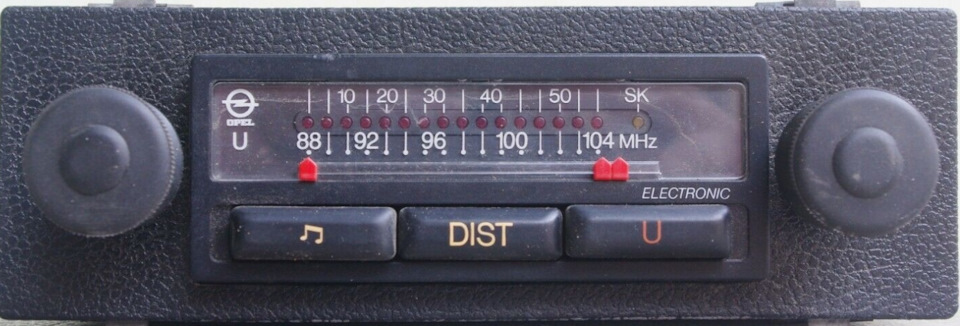 10 20 30 40 50 SK
OPEL
U 88 92 96 100 104 MHz
ELECTRONIC
DIST U